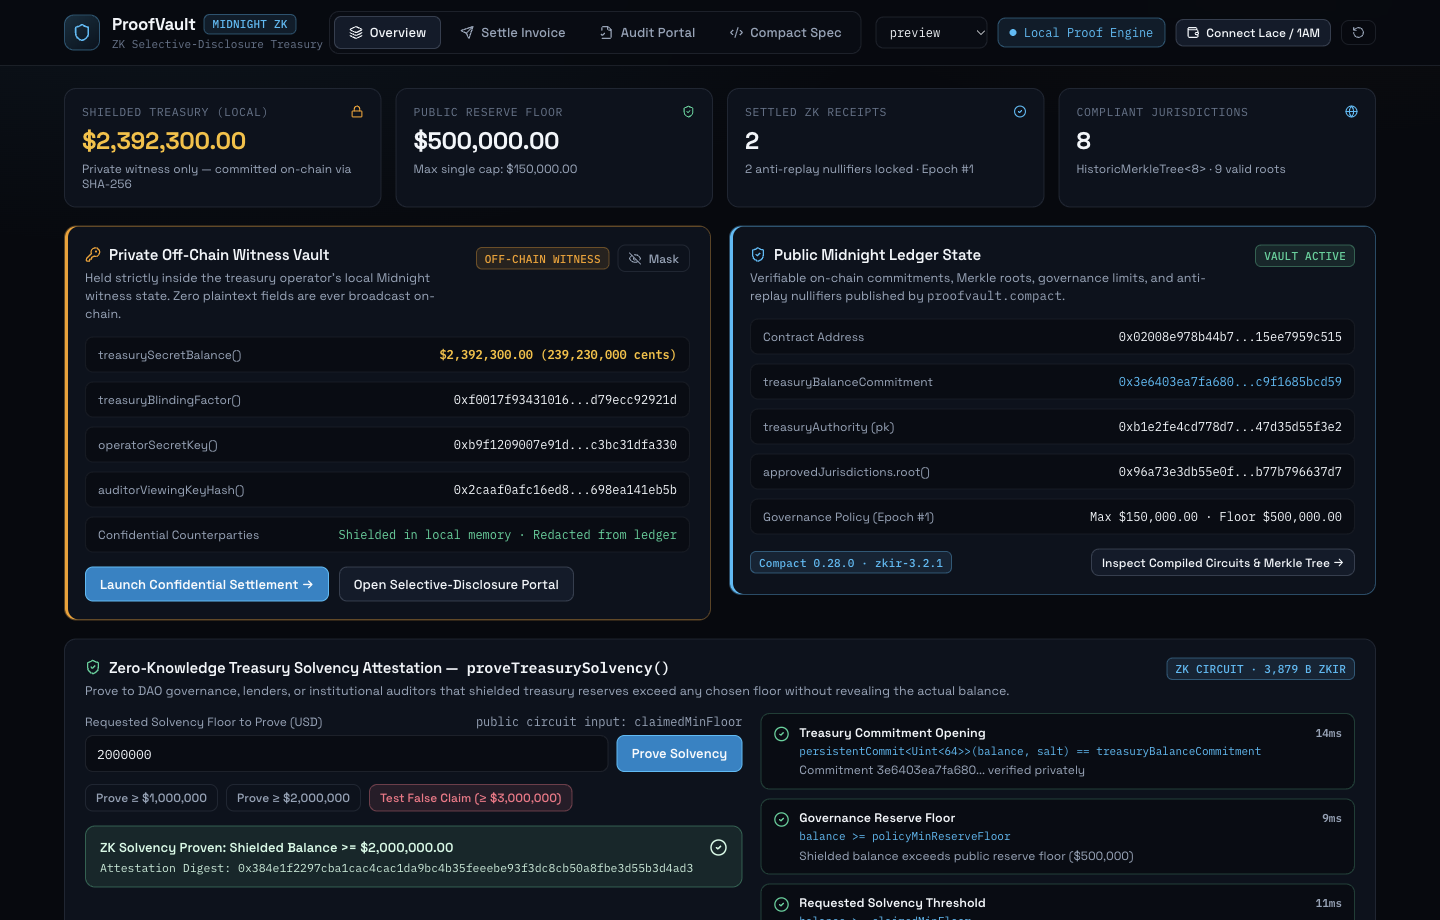 ProofVault MIDNIGHT ZK
ZK Selective-Disclosure Treasury
Overview
Settle Invoice
Audit Portal
Compact Spec
preview
Local Proof Engine
Connect Lace / 1AM
SHIELDED TREASURY (LOCAL)
$2,392,300.00
Private witness only — committed on-chain via
SHA-256
PUBLIC RESERVE FLOOR
$500,000.00
Max single cap: $150,000.00
SETTLED ZK RECEIPTS
2
2 anti-replay nullifiers locked · Epoch #1
COMPLIANT JURISDICTIONS
8
HistoricMerkleTree<8> · 9 valid roots
Private Off-Chain Witness Vault
Held strictly inside the treasury operator's local Midnight
witness state. Zero plaintext fields are ever broadcast on-
chain.
OFF-CHAIN WITNESS
Mask
treasurySecretBalance() $2,392,300.00 (239,230,000 cents)
treasuryBlindingFactor() 0xf0017f93431016...d79ecc92921d
operatorSecretKey() 0xb9f1209007e91d...c3bc31dfa330
auditorViewingKeyHash() 0x2caaf0afc16ed8...698ea141eb5b
Confidential Counterparties Shielded in local memory · Redacted from ledger
Launch Confidential Settlement →
Open Selective-Disclosure Portal
Public Midnight Ledger State
Verifiable on-chain commitments, Merkle roots, governance limits, and anti-
replay nullifiers published by proofvault.compact.
VAULT ACTIVE
Contract Address 0x02008e978b44b7...15ee7959c515
treasuryBalanceCommitment 0x3e6403ea7fa680...c9f1685bcd59
treasuryAuthority (pk) 0xb1e2fe4cd778d7...47d35d55f3e2
approvedJurisdictions.root() 0x96a73e3db55e0f...b77b796637d7
Governance Policy (Epoch #1) Max $150,000.00 · Floor $500,000.00
Compact 0.28.0 · zkir-3.2.1
Inspect Compiled Circuits & Merkle Tree →
Zero-Knowledge Treasury Solvency Attestation — proveTreasurySolvency()
Prove to DAO governance, lenders, or institutional auditors that shielded treasury reserves exceed any chosen floor without revealing the actual balance.
ZK CIRCUIT · 3,879 B ZKIR
Requested Solvency Floor to Prove (USD) public circuit input: claimedMinFloor
2000000
Prove Solvency
Prove ≥ $1,000,000
Prove ≥ $2,000,000
Test False Claim (≥ $3,000,000)
ZK Solvency Proven: Shielded Balance >= $2,000,000.00
Attestation Digest: 0x384e1f2297cba1cac4cac1da9bc4b35feeebe93f3dc8cb50a8fbe3d55b3d4ad3
Treasury Commitment Opening 14ms
persistentCommit<Uint<64>>(balance, salt) == treasuryBalanceCommitment
Commitment 3e6403ea7fa680... verified privately
Governance Reserve Floor 9ms
balance >= policyMinReserveFloor
Shielded balance exceeds public reserve floor ($500,000)
Requested Solvency Threshold 11ms
balance >= claimedMinFloor